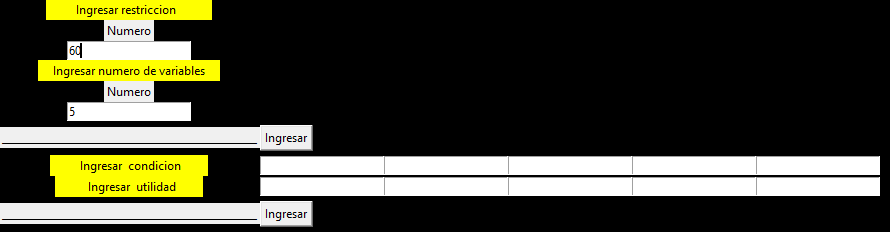 Ingresar restriccion
Numero
60
Ingresar numero de variables
Numero
5
Ingresar
Ingresar condicion
Ingresar utilidad
Ingresar